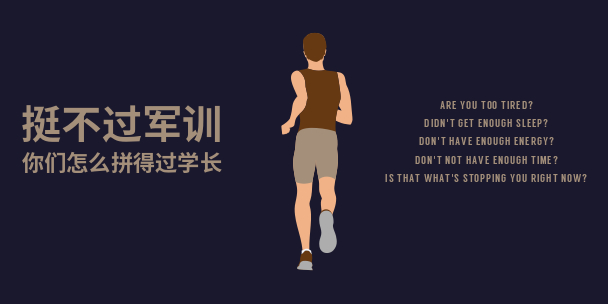 挺不过军训
你们怎么拼得过学长
ARE YOU TOO TIRED?
DIDN'T GET ENOUGH SLEEP?
DON'T HAVE ENOUGH ENERGY?
DON'T NOT HAVE ENOUGH TIME?
IS THAT WHAT'S STOPPING YOU RIGHT NOW?